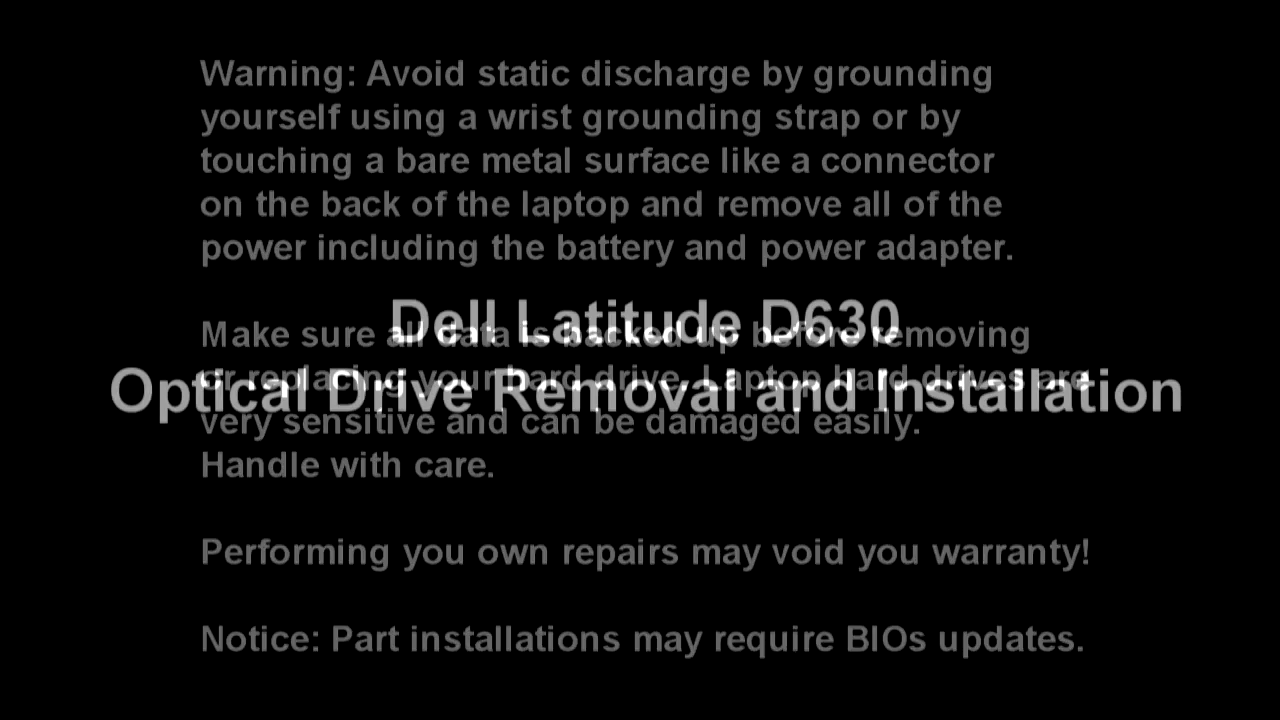 Warning: Avoid static discharge by grounding
yourself using a wrist grounding strap or by
touching a bare metal surface like a connector
on the back of the laptop and remove all of the
power including the battery and power adapter.
Dell Latitude D630
Make sure all data is backed up before removing
Optical Drive Removal and Installation
or replacing your hard drive. Laptop hard drives are
very sensitive and can be damaged easily.
Handle with care.
Performing you own repairs may void you warranty!
Notice: Part installations may require BIOs updates.